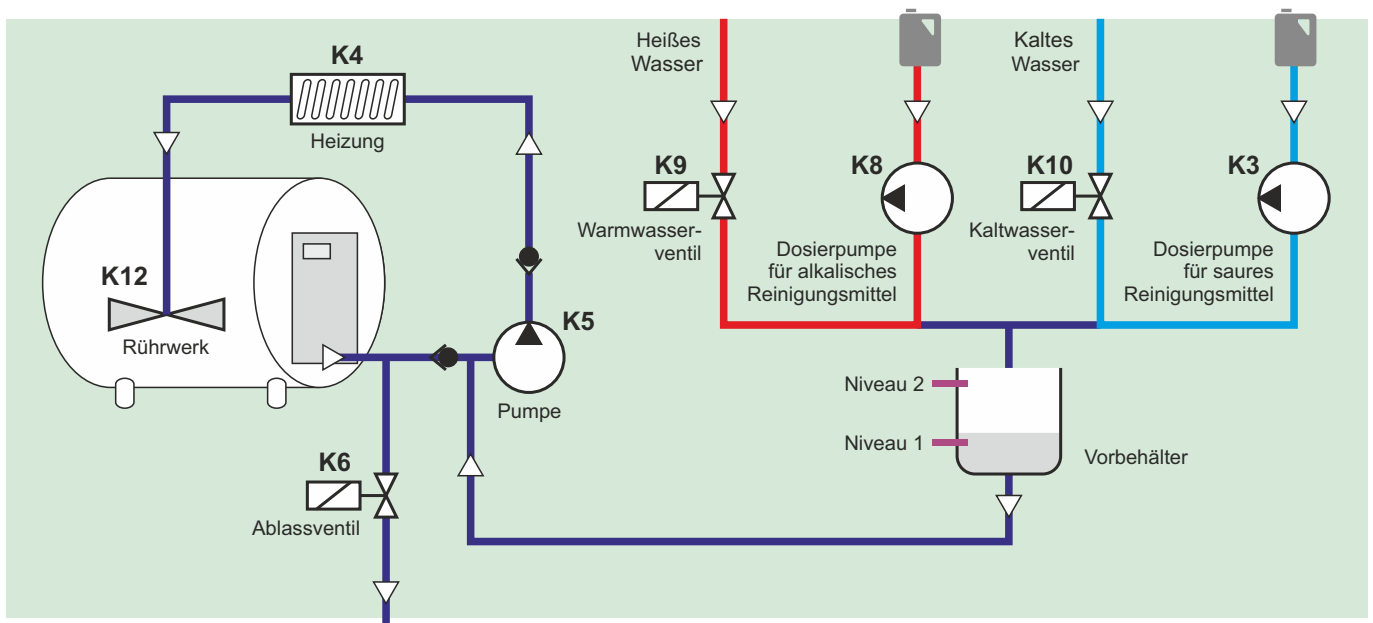 K4
Heizung
Heißes
Wasser
Kaltes
Wasser
K9
Warmwasser-
ventil
K8
Dosierpumpe
für alkalisches
Reinigungsmittel
K10
Kaltwasser-
ventil
K3
Dosierpumpe
für saures
Reinigungsmittel
K12
Rührwerk
K5
Pumpe
Niveau 2
Niveau 1
Vorbehälter
K6
Ablassventil